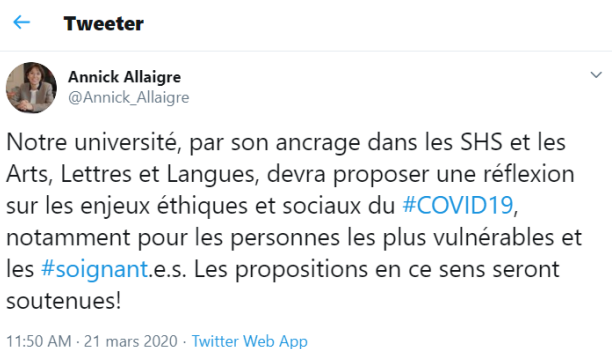 Tweeter
Annick Allaigre
@Annick_Allaigre
Notre université, par son ancrage dans les SHS et les
Arts, Lettres et Langues, devra proposer une réflexion
sur les enjeux éthiques et sociaux du #COVID19,
notamment pour les personnes les plus vulnérables et
les #soignant.e.s. Les propositions en ce sens seront
soutenues!
11:50 AM · 21 mars 2020 · Twitter Web App